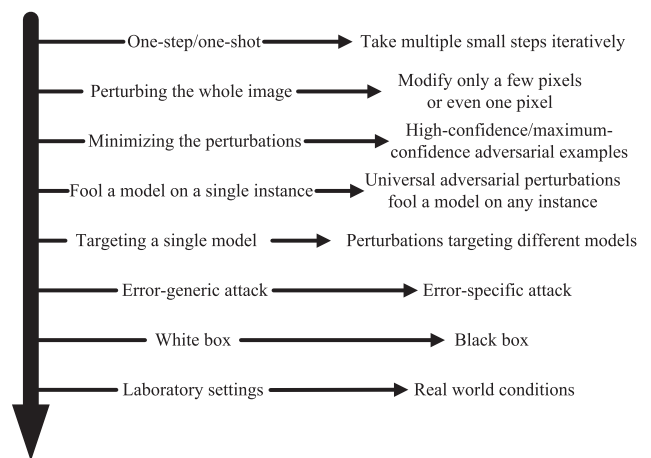 One-step/one-shot Take multiple small steps iteratively
Perturbing the whole image Modify only a few pixels
or even one pixel
Minimizing the perturbations High-confidence/maximum-
confidence adversarial examples
Fool a model on a single instance Universal adversarial perturbations
fool a model on any instance
Targeting a single model Perturbations targeting different models
Error-generic attack Error-specific attack
White box Black box
Laboratory settings Real world conditions